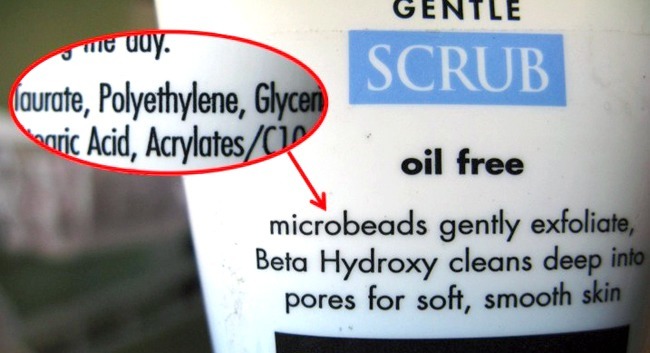 day.
Polyethylene,
Acid, Acrylates/C10
GENTLE
SCRUB
oil free
microbeads gently exfoliate,
Beta Hydroxy cleans deep into
pores for soft, smooth skin